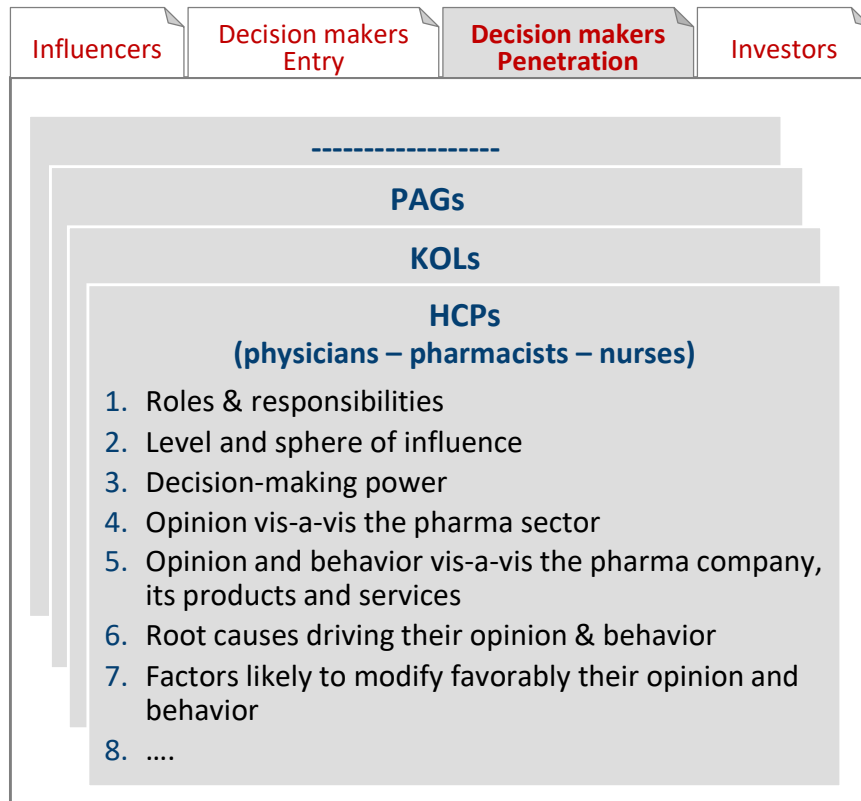 Influencers
Decision makers
Entry
Decision makers
Penetration
Investors
------------------
PAGs
KOLs
HCPs
(physicians – pharmacists – nurses)
1. Roles & responsibilities
2. Level and sphere of influence
3. Decision-making power
4. Opinion vis-a-vis the pharma sector
5. Opinion and behavior vis-a-vis the pharma company,
its products and services
6. Root causes driving their opinion & behavior
7. Factors likely to modify favorably their opinion and
behavior
8. ....